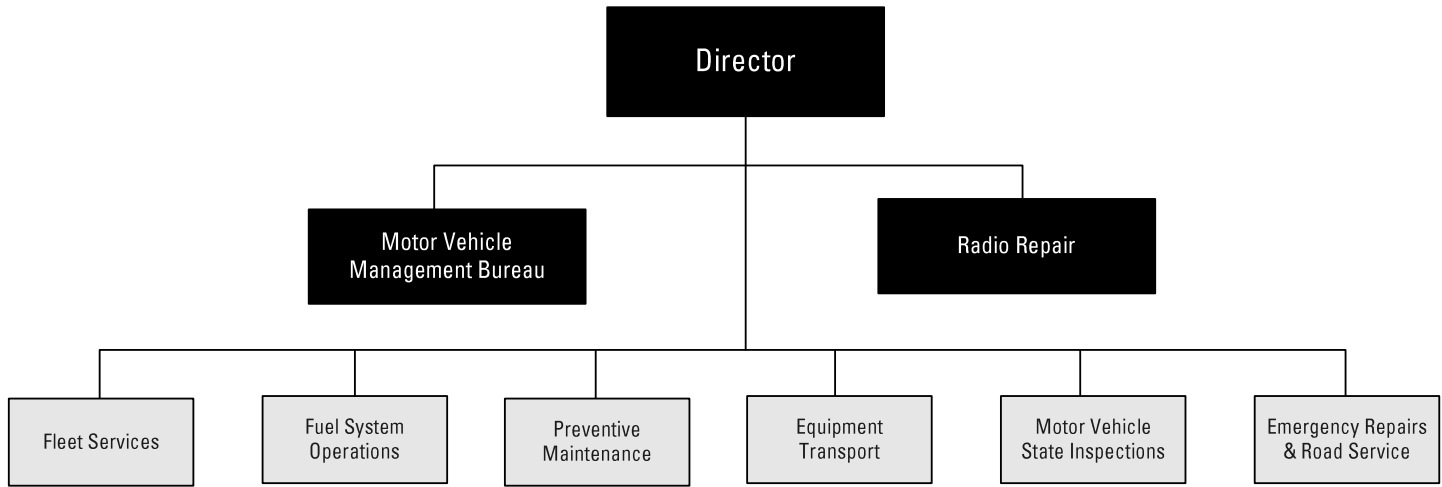 Director
Motor Vehicle
Management Bureau
Radio Repair
Fleet Services
Fuel System
Operations
Preventive
Maintenance
Equipment
Transport
Motor Vehicle
State Inspections
Emergency Repairs
& Road Service